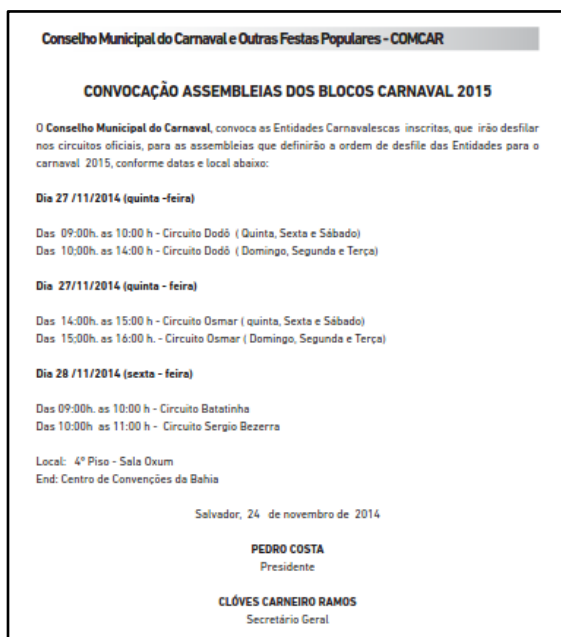 Conselho Municipal do Carnaval e Outras Festas Populares - COMCAR
CONVOCAÇÃO ASSEMBLEIAS DOS BLOCOS CARNAVAL 2015
O Conselho Municipal do Carnaval, convoca as Entidades Carnavalescas inscritas, que irão desfilar
nos circuitos oficiais, para as assembleias que definirão a ordem de desfile das Entidades para o
carnaval 2015, conforme datas e local abaixo:
Dia 27 /11/2014 (quinta -feira)
Das 09:00h. as 10:00 h - Circuito Dodô ( Quinta, Sexta e Sábado)
Das 10;00h. as 14:00 h - Circuito Dodô ( Domingo, Segunda e Terça)
Dia 27/11/2014 (quinta - feira)
Das 14:00h. as 15:00 h - Circuito Osmar ( quinta, Sexta e Sábado)
Das 15;00h. as 16:00 h. - Circuito Osmar ( Domingo, Segunda e Terça)
Dia 28 /11/2014 (sexta - feira)
Das 09:00h. as 10:00 h - Circuito Batatinha
Das 10:00h as 11:00 h - Circuito Sergio Bezerra
Local: 4º Piso - Sala Oxum
End: Centro de Convenções da Bahia
Salvador, 24 de novembro de 2014
PEDRO COSTA
Presidente
CLÓVES CARNEIRO RAMOS
Secretário Geral